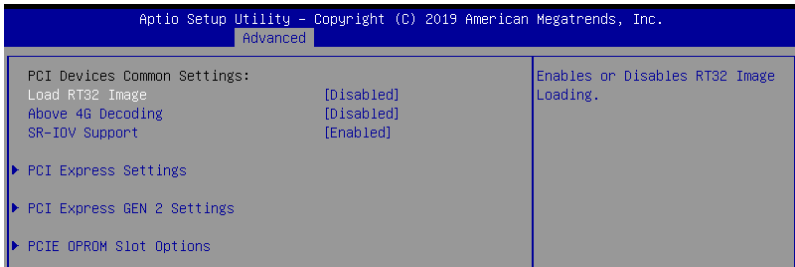 Aptio Setup Utility – Copyright (C) 2019 American Megatrends, Inc.
Advanced
PCI Devices Common Settings:
Load RT32 Image [Disabled]
Above 4G Decoding [Disabled]
SR-IOV Support [Enabled]
PCI Express Settings
PCI Express GEN 2 Settings
PCIE OPROM Slot Options
Enables or Disables RT32 Image
Loading.